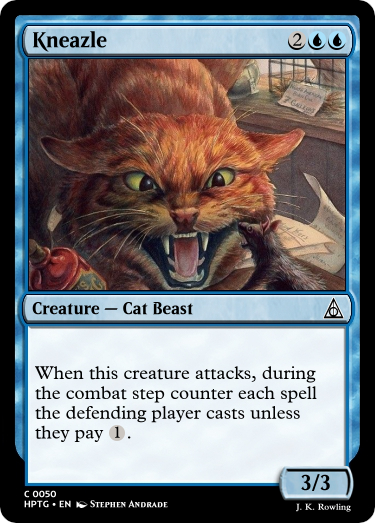 Kneazle 2
Creature — Cat Beast
When this creature attacks, during
the combat step counter each spell
the defending player casts unless
they pay 1.
3/3
C 0050
HPTG • EN STEPHEN ANDRADE
J. K. Rowling